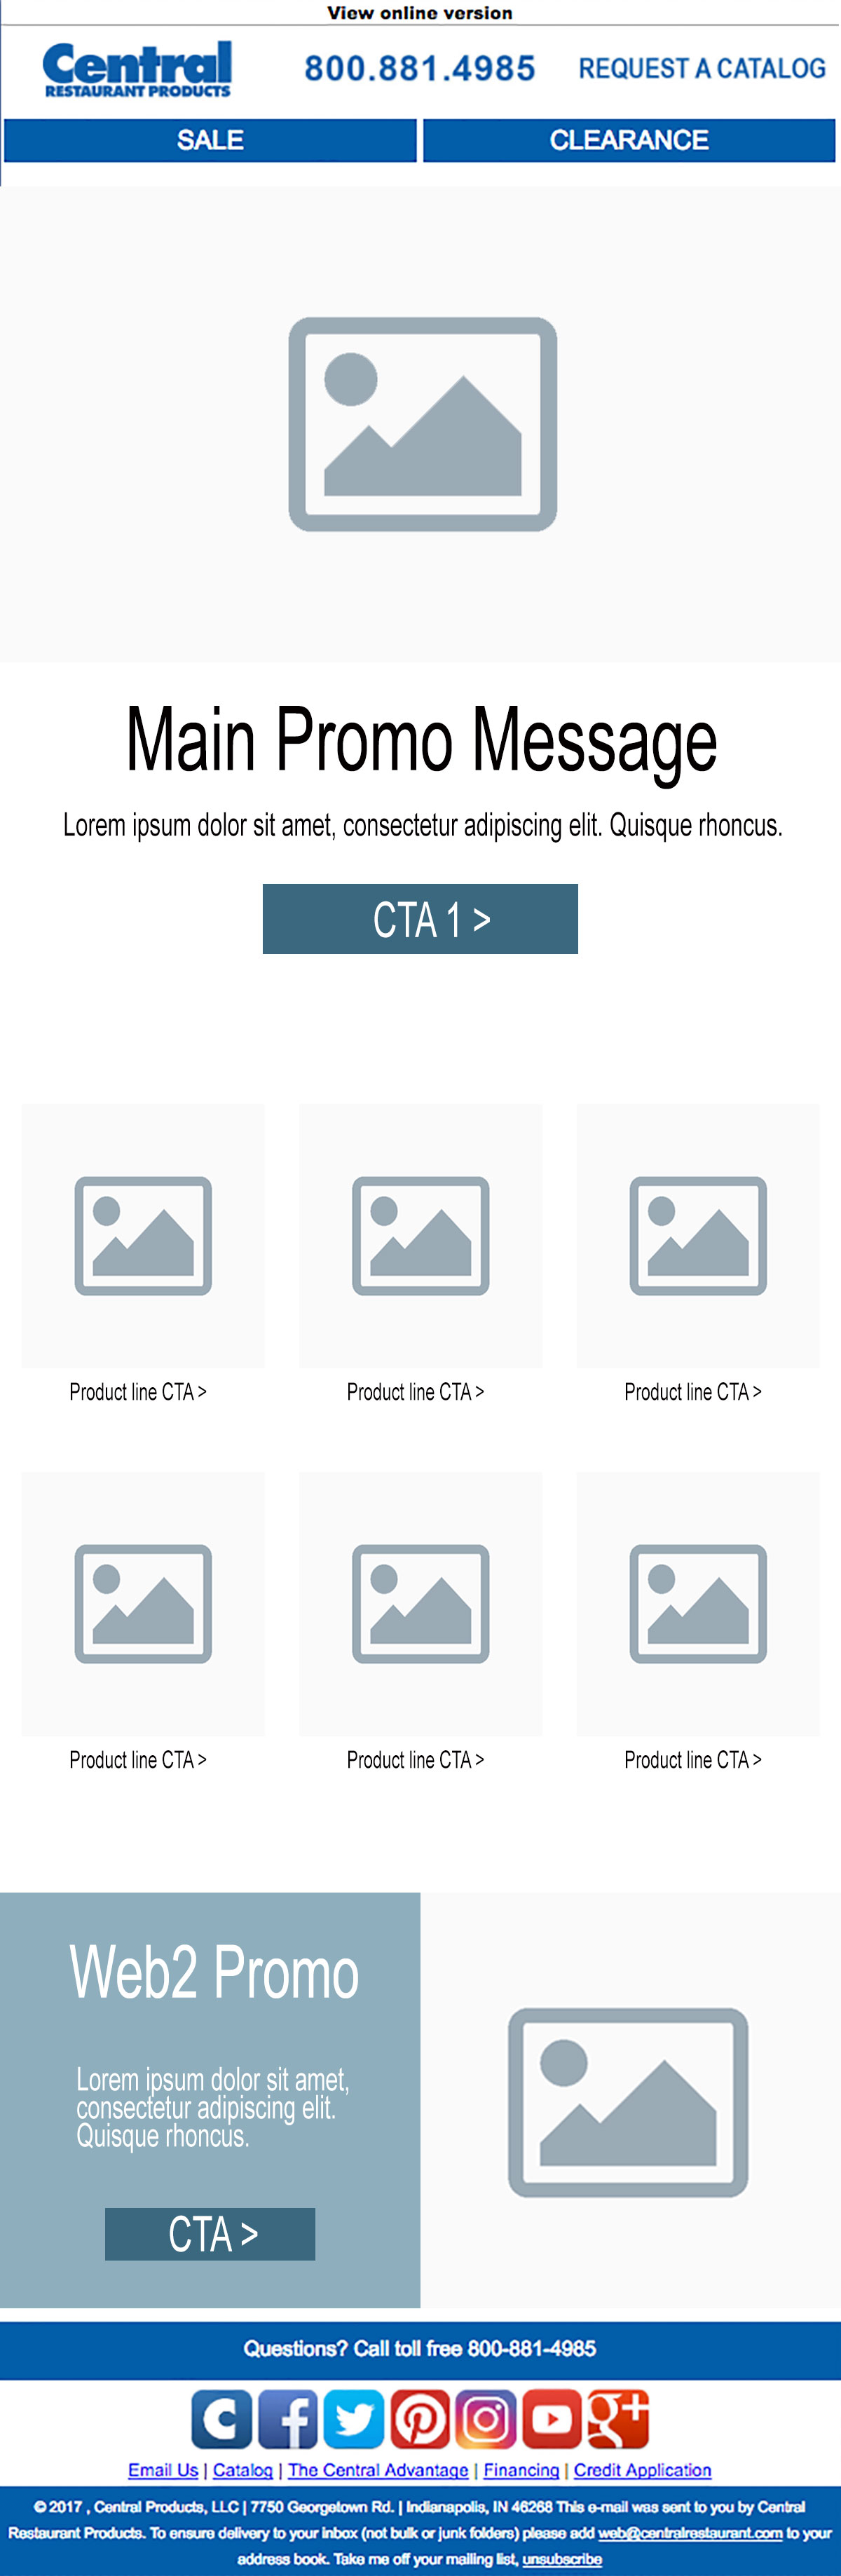 View online version
Central
RESTAURANT PRODUCTS
800.881.4985
REQUEST A CATALOG
SALE
CLEARANCE
Main Promo Message
Lorem ipsum dolor sit amet, consectetur adipiscing elit. Quisque rhoncus.
CTA 1 >
Product line CTA >
Product line CTA >
Product line CTA >
Product line CTA >
Product line CTA >
Product line CTA >
Web2 Promo
Lorem ipsum dolor sit amet,
consectetur adipiscing elit.
Quisque rhoncus.
CTA >
Questions? Call toll free 800-881-4985
Email Us | Catalog | The Central Advantage | Financing | Credit Application
© 2017 , Central Products, LLC | 7750 Georgetown Rd. | Indianapolis, IN 46268 This e-mail was sent to you by Central
Restaurant Products. To ensure delivery to your inbox (not bulk or junk folders) please add web@centralrestaurant.com to your
address book. Take me off your mailing list, unsubscribe